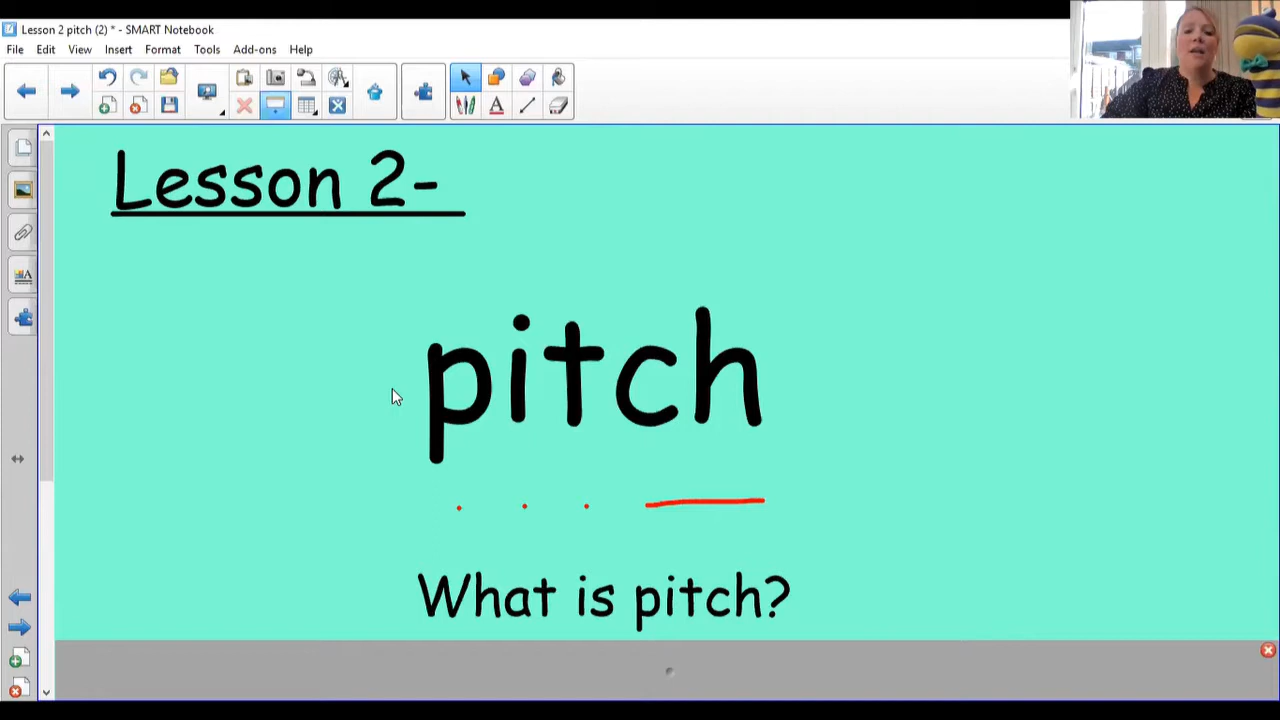 Lesson 2 pitch (2) * - SMART Notebook
File Edit View Insert Format Tools Add-ons Help
Lesson 2-
pitch
What is pitch?